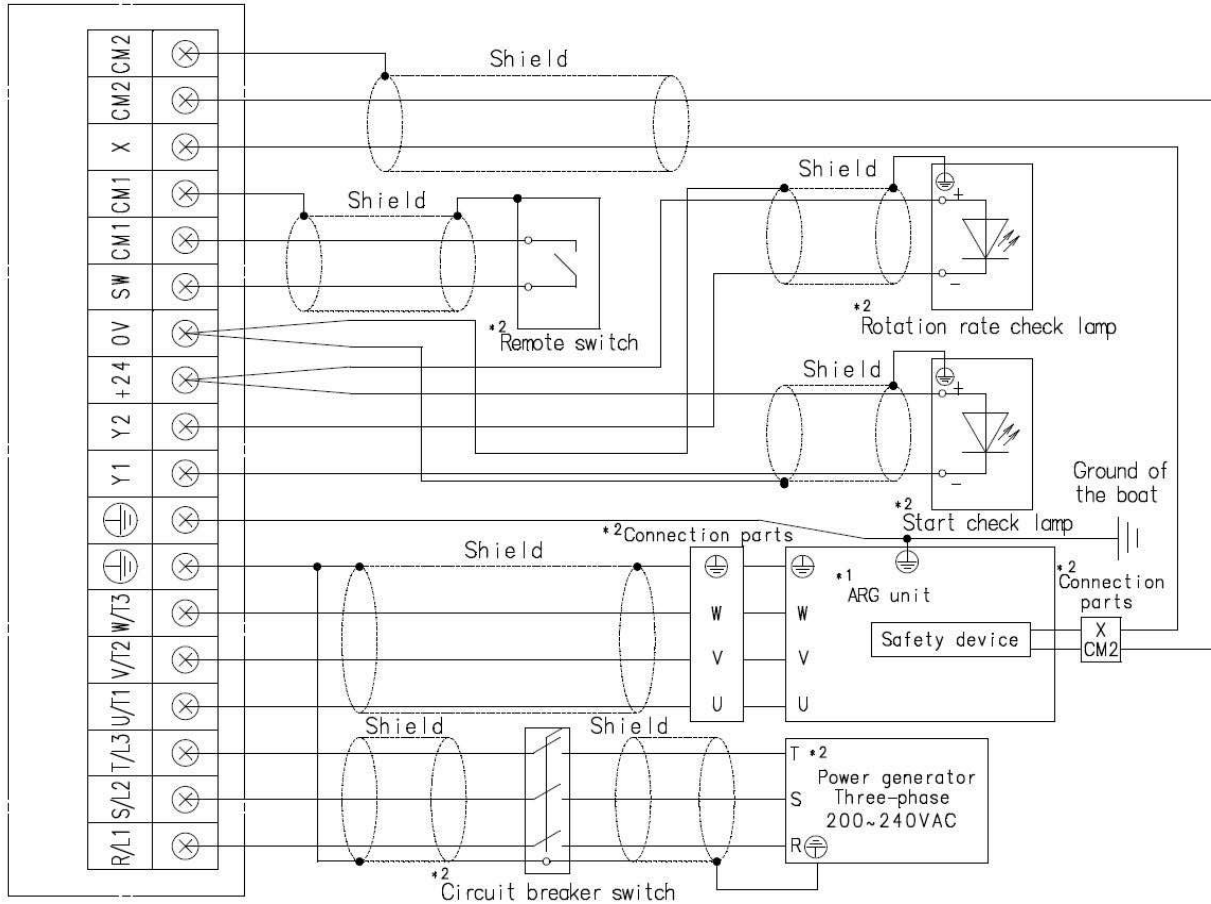 CM2
CM2
X
CM1
CM1
SW
0V
+24
Y2
Y1
W/T3
V/T2
U/T1
T/L3
S/L2
R/L1
Shield
Shield
*2
Remote switch
Shield
+
-
*2
Rotation rate check lamp
Shield
+
-
*2
Start check lamp
Ground of
the boat
Shield
*2 Connection parts
W
V
U
*1
ARG unit
W
V
U
Safety device
*2
Connection
parts
X
CM2
Shield
Shield
*2
Circuit breaker switch
T *2
Power generator
Three-phase
S
200~240VAC
R